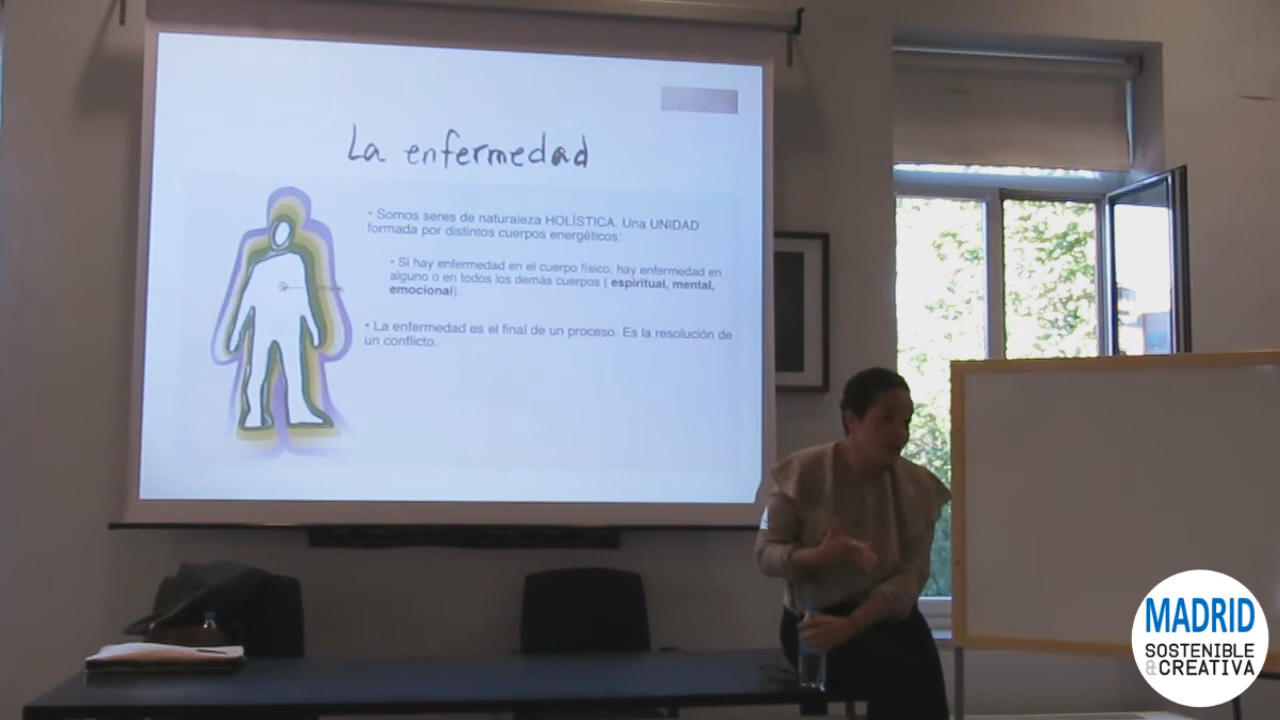 La enfermedad
• Somos seres de naturaleza HOLÍSTICA. Una UNIDAD
formada por distintos cuerpos energéticos:
• Si hay enfermedad en el cuerpo físico, hay enfermedad en
alguno o en todos los demás cuerpos ( espiritual, mental,
emocional).
• La enfermedad es el final de un proceso. Es la resolución de
un conflicto.
MADRID
SOSTENIBLE
&CREATIVA